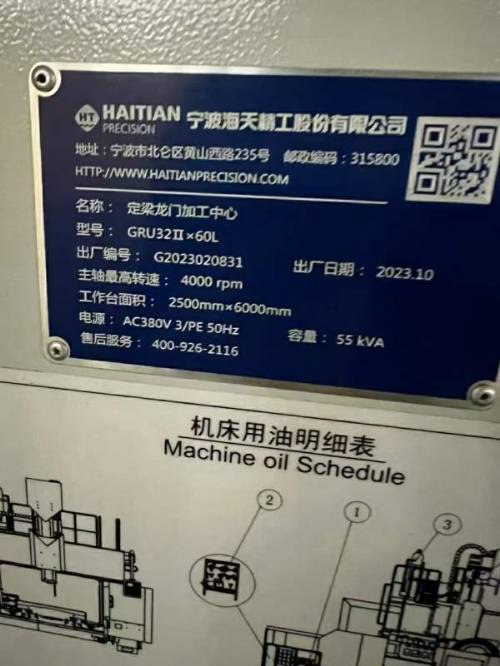 HT
HAITIAN
PRECISION
宁波海天精工股份有限公司
地址：宁波市北仑区黄山西路235号 邮政编码：315800
HTTP://WWW.HAITIANPRECISION.COM
名称： 定梁龙门加工中心
型号： GRU32Ⅱ×60L
出厂编号： G2023020831 出厂日期： 2023.10
主轴最高转速： 4000 rpm
工作台面积： 2500mm×6000mm
电源： AC380V 3/PE 50Hz 容量： 55 kVA
售后服务： 400-926-2116
机床用油明细表
Machine oil Schedule
② ① ③